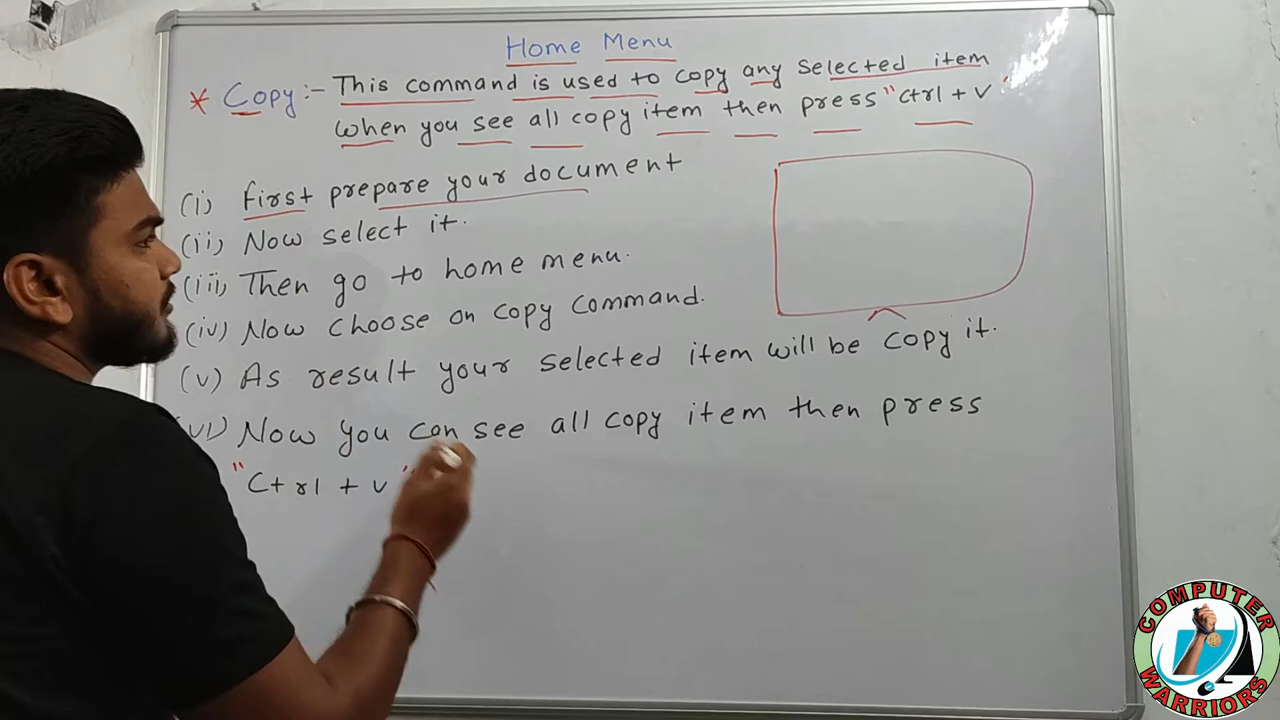 Home Menu
* Copy :- This command is used to copy any selected item
when you see all copy item then press "Ctrl + V"
(i) First prepare your document
(ii) Now select it.
(iii) Then go to home menu.
(iv) Now choose on copy command.
(v) As result your selected item will be copy it.
(vi) Now you can see all copy item then press
"Ctrl + V"
COMPUTER
WARRIORS